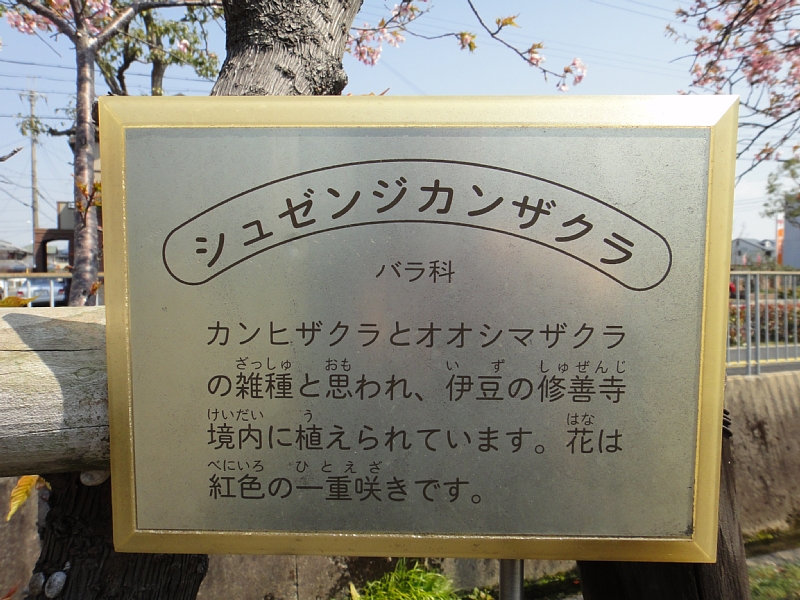 シュゼンジカンザクラ
バラ科
カンヒザクラとオオシマザクラ
ざっしゅ おも い ず しゅぜんじ
の雑種と思われ、伊豆の修善寺
けいだい う はな
境内に植えられています。花は
べにいろ ひとえざ
紅色の一重咲きです。